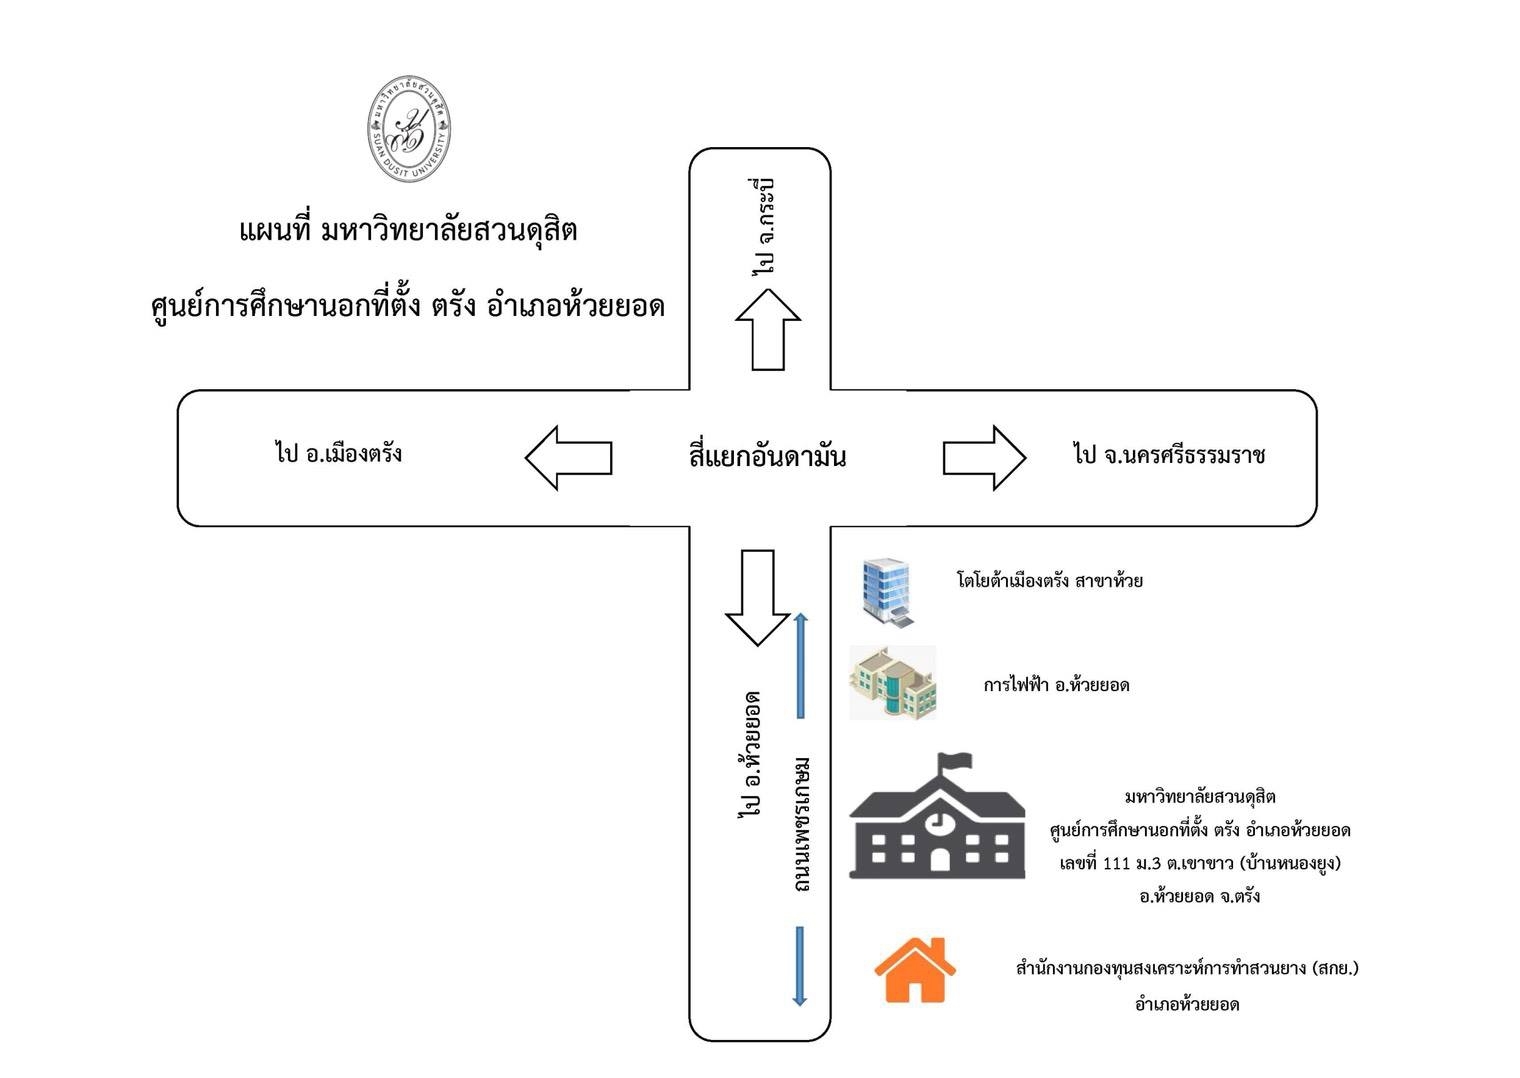 มหาวิทยาลัยสวนดุสิต
SUAN DUSIT UNIVERSITY
แผนที่ มหาวิทยาลัยสวนดุสิต
ศูนย์การศึกษานอกที่ตั้ง ตรัง อำเภอห้วยยอด
ไป จ.กระบี่
ไป อ.เมืองตรัง
สี่แยกอันดามัน
ไป จ.นครศรีธรรมราช
โตโยต้าเมืองตรัง สาขาห้วย
การไฟฟ้า อ.ห้วยยอด
ไป อ.ห้วยยอด
ถนนเพชรเกษม
มหาวิทยาลัยสวนดุสิต
ศูนย์การศึกษานอกที่ตั้ง ตรัง อำเภอห้วยยอด
เลขที่ 111 ม.3 ต.เขาขาว (บ้านหนองยูง)
อ.ห้วยยอด จ.ตรัง
สำนักงานกองทุนสงเคราะห์การทำสวนยาง (สกย.)
อำเภอห้วยยอด